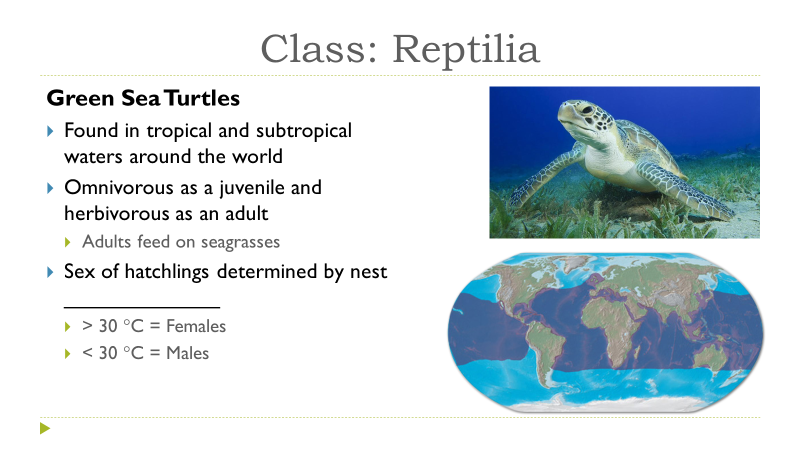 Class: Reptilia
Green Sea Turtles
Found in tropical and subtropical
waters around the world
Omnivorous as a juvenile and
herbivorous as an adult
Adults feed on seagrasses
Sex of hatchlings determined by nest
_______________
> 30 °C = Females
< 30 °C = Males